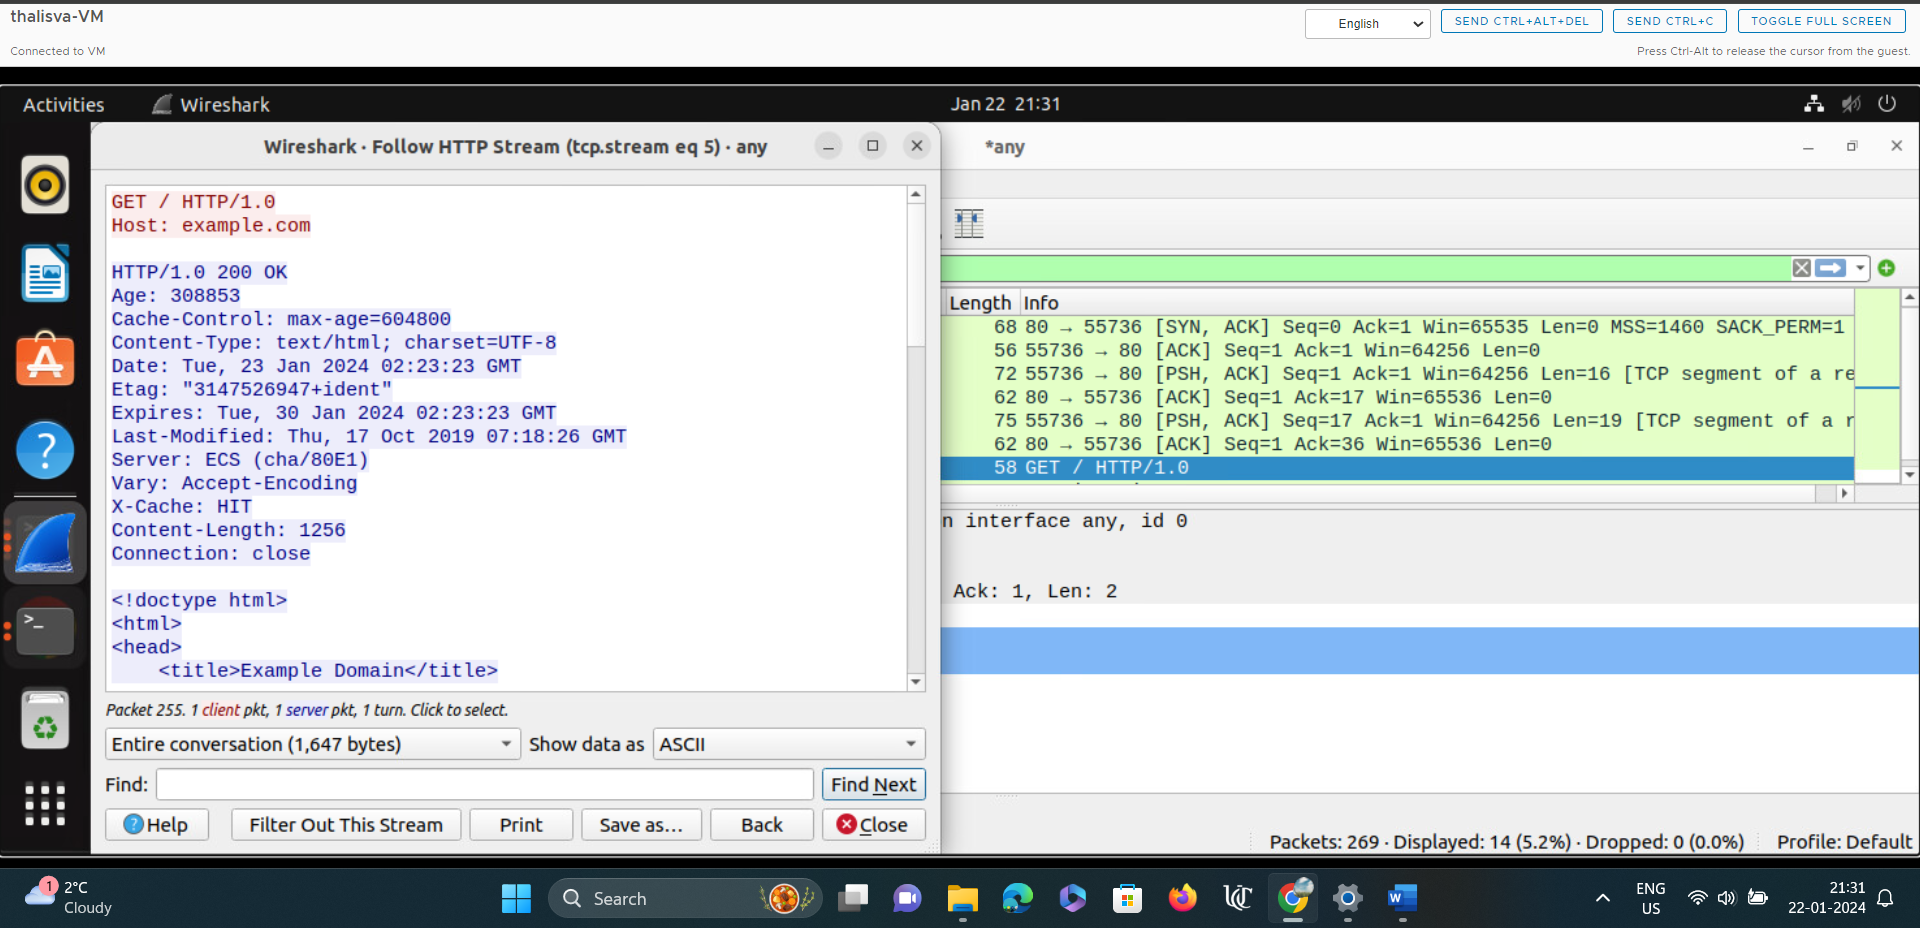 thalisva-VM
English
SEND CTRL+ALT+DEL
SEND CTRL+C
TOGGLE FULL SCREEN
Connected to VM
Press Ctrl-Alt to release the cursor from the guest.
Activities
Wireshark
Jan 22 21:31
Wireshark · Follow HTTP Stream (tcp.stream eq 5) · any
*any
GET / HTTP/1.0
Host: example.com
HTTP/1.0 200 OK
Age: 308853
Cache-Control: max-age=604800
Content-Type: text/html; charset=UTF-8
Date: Tue, 23 Jan 2024 02:23:23 GMT
Etag: "3147526947+ident"
Expires: Tue, 30 Jan 2024 02:23:23 GMT
Last-Modified: Thu, 17 Oct 2019 07:18:26 GMT
Server: ECS (cha/80E1)
Vary: Accept-Encoding
X-Cache: HIT
Content-Length: 1256
Connection: close
<!doctype html>
<html>
<head>
<title>Example Domain</title>
Packet 255. 1 client pkt, 1 server pkt, 1 turn. Click to select.
Entire conversation (1,647 bytes)
Show data as
ASCII
Find:
Find Next
Help
Filter Out This Stream
Print
Save as…
Back
Close
Length Info
68 80 → 55736 [SYN, ACK] Seq=0 Ack=1 Win=65535 Len=0 MSS=1460 SACK_PERM=1
56 55736 → 80 [ACK] Seq=1 Ack=1 Win=64256 Len=0
72 55736 → 80 [PSH, ACK] Seq=1 Ack=1 Win=64256 Len=16 [TCP segment of a re
62 80 → 55736 [ACK] Seq=1 Ack=17 Win=65536 Len=0
75 55736 → 80 [PSH, ACK] Seq=17 Ack=1 Win=64256 Len=19 [TCP segment of a r
62 80 → 55736 [ACK] Seq=1 Ack=36 Win=65536 Len=0
58 GET / HTTP/1.0
n interface any, id 0
Ack: 1, Len: 2
Packets: 269 · Displayed: 14 (5.2%) · Dropped: 0 (0.0%)
Profile: Default
1
2°C
Cloudy
Search
ENG
US
21:31
22-01-2024